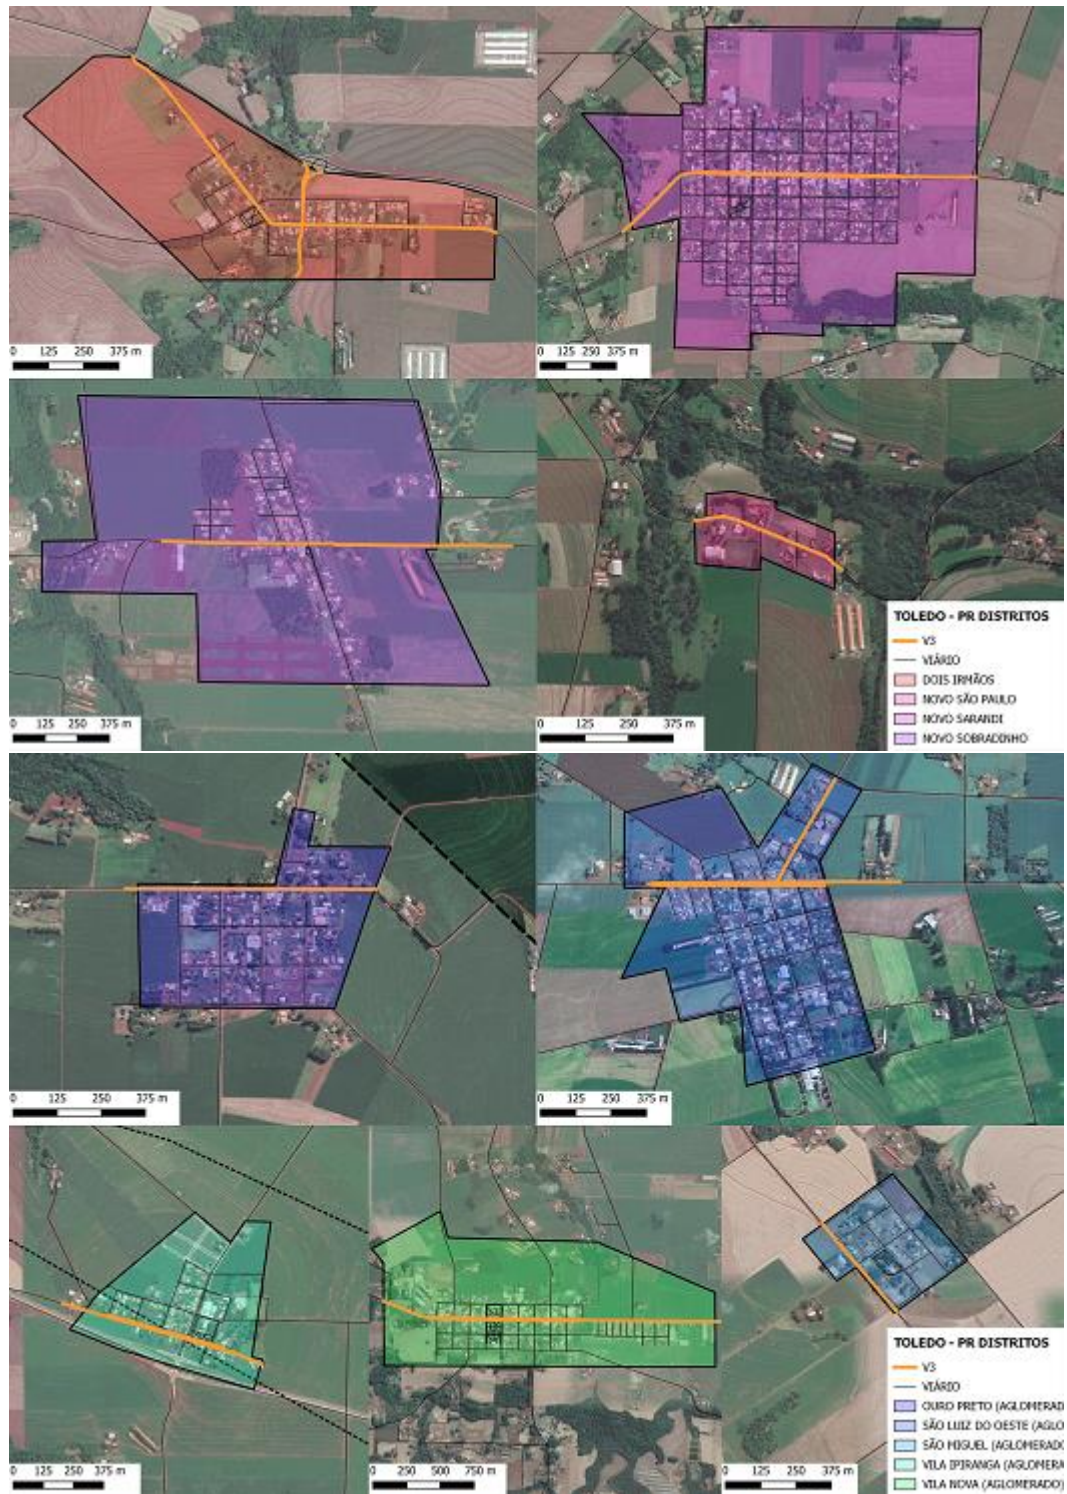 0 125 250 375 m
0 125 250 375 m
0 125 250 375 m
0 125 250 375 m
TOLEDO - PR DISTRITOS
V3
VIÁRIO
DOIS IRMÃOS
NOVO SÃO PAULO
NOVO SARANDI
NOVO SOBRADINHO
0 125 250 375 m
0 125 250 375 m
0 125 250 375 m
0 250 500 750 m
0 125 250 375 m
TOLEDO - PR DISTRITOS
V3
VIÁRIO
OURO PRETO (AGLOMERAD
SÃO LUIZ DO OESTE (AGLO
SÃO MIGUEL (AGLOMERADO
VILA IPIRANGA (AGLOMERA
VILA NOVA (AGLOMERADO)